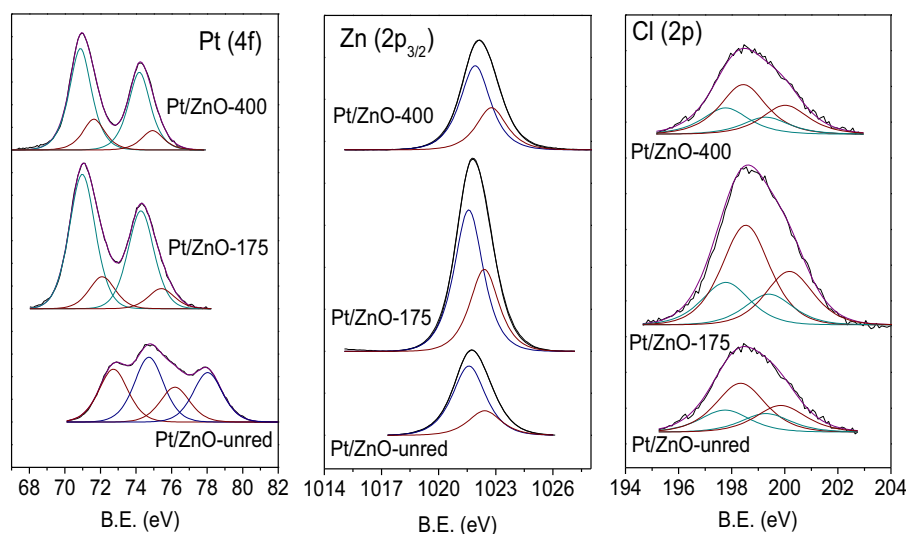 Pt (4f)
Pt/ZnO-400
Pt/ZnO-175
Pt/ZnO-unred
68 70 72 74 76 78 80 82
B.E. (eV)
Zn (2p3/2)
Pt/ZnO-400
Pt/ZnO-175
Pt/ZnO-unred
1014 1017 1020 1023 1026
B.E. (eV)
Cl (2p)
Pt/ZnO-400
Pt/ZnO-175
Pt/ZnO-unred
194 196 198 200 202 204
B.E. (eV)